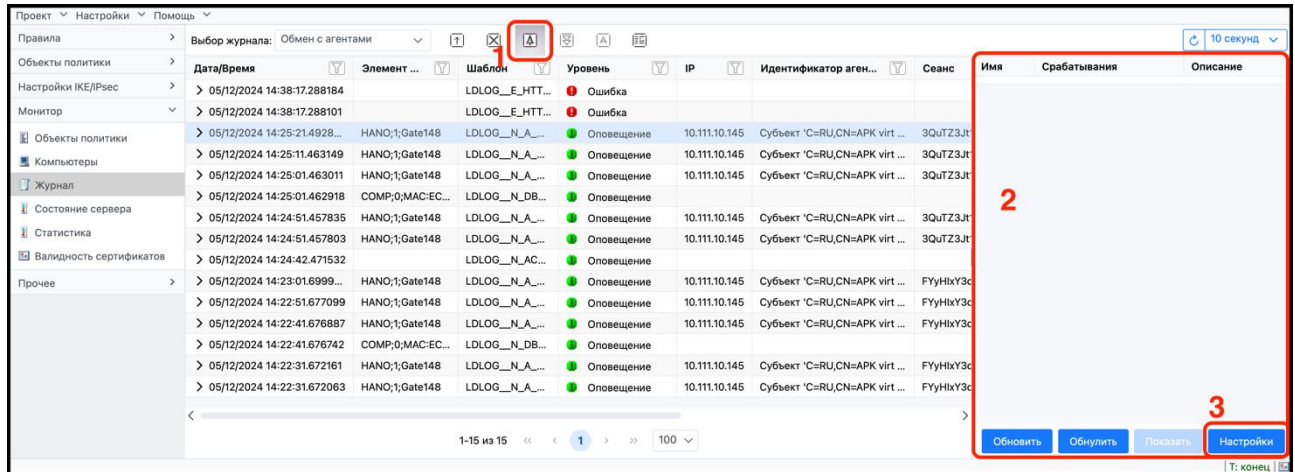 Проект Настройки Помощь
Правила
Объекты политики
Настройки IKE/IPsec
Монитор
Объекты политики
Компьютеры
Журнал
Состояние сервера
Статистика
Валидность сертификатов
Прочее
Выбор журнала: Обмен с агентами
1
10 секунд
Дата/Время Элемент ... Шаблон Уровень IP Идентификатор аген... Сеанс
05/12/2024 14:38:17.288184 LDLOG__E_HTT... Ошибка
05/12/2024 14:38:17.288101 LDLOG__E_HTT... Ошибка
05/12/2024 14:25:21.4928... HANO;1;Gate148 LDLOG__N_A_... Оповещение 10.111.10.145 Субъект 'C=RU,CN=APK virt ... 3QuTZ3Jt
05/12/2024 14:25:11.463149 HANO;1;Gate148 LDLOG__N_A_... Оповещение 10.111.10.145 Субъект 'C=RU,CN=APK virt ... 3QuTZ3Jt
05/12/2024 14:25:01.463011 HANO;1;Gate148 LDLOG__N_A_... Оповещение 10.111.10.145 Субъект 'C=RU,CN=APK virt ... 3QuTZ3Jt
05/12/2024 14:25:01.462918 COMP;0;MAC:EC... LDLOG__N_DB... Оповещение
05/12/2024 14:24:51.457835 HANO;1;Gate148 LDLOG__N_A_... Оповещение 10.111.10.145 Субъект 'C=RU,CN=APK virt ... 3QuTZ3Jt
05/12/2024 14:24:51.457803 HANO;1;Gate148 LDLOG__N_A_... Оповещение 10.111.10.145 Субъект 'C=RU,CN=APK virt ... 3QuTZ3Jt
05/12/2024 14:24:42.471532 LDLOG__N_AC... Оповещение
05/12/2024 14:23:01.6999... HANO;1;Gate148 LDLOG__N_A_... Оповещение 10.111.10.145 Субъект 'C=RU,CN=APK virt ... FYyHIxY3c
05/12/2024 14:22:51.677099 HANO;1;Gate148 LDLOG__N_A_... Оповещение 10.111.10.145 Субъект 'C=RU,CN=APK virt ... FYyHIxY3c
05/12/2024 14:22:41.676887 HANO;1;Gate148 LDLOG__N_A_... Оповещение 10.111.10.145 Субъект 'C=RU,CN=APK virt ... FYyHIxY3c
05/12/2024 14:22:41.676742 COMP;0;MAC:EC... LDLOG__N_DB... Оповещение
05/12/2024 14:22:31.672161 HANO;1;Gate148 LDLOG__N_A_... Оповещение 10.111.10.145 Субъект 'C=RU,CN=APK virt ... FYyHIxY3c
05/12/2024 14:22:31.672063 HANO;1;Gate148 LDLOG__N_A_... Оповещение 10.111.10.145 Субъект 'C=RU,CN=APK virt ... FYyHIxY3c
1-15 из 15 << < 1 > >> 100
Имя Срабатывания Описание
2
3
Обновить Обнулить Показать Настройки
Т: конец